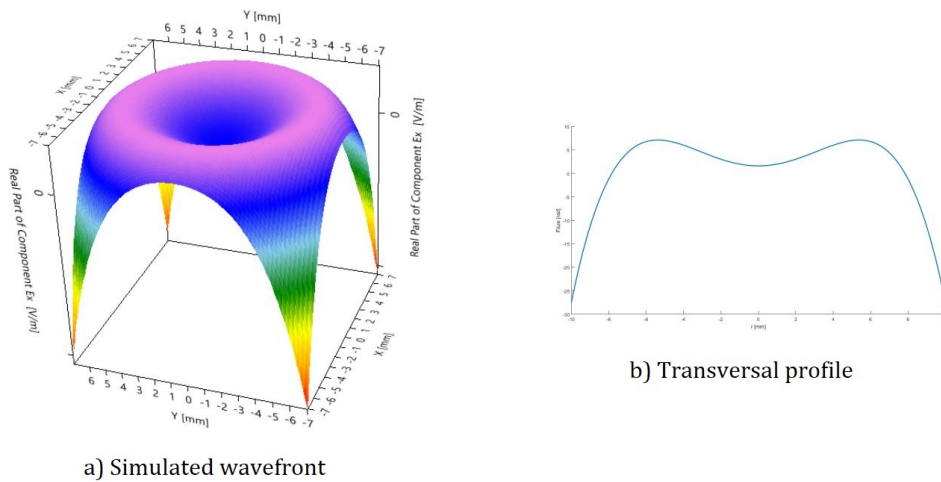 Y [mm]
6 5 4 3 2 1 0 -1 -2 -3 -4 -5 -6 -7
X [mm]
-7 -6 -5 -4 -3 -2 -1 0 1 2 3 4 5 6 7
0
Real Part of Component Ex [V/m]
0
Real Part of Component Ex [V/m]
-7 -6 -5 -4 -3 -2 -1 0 1 2 3 4 5 6 7
X [mm]
6 5 4 3 2 1 0 -1 -2 -3 -4 -5 -6 -7
Y [mm]
a) Simulated wavefront
10
5
0
-5
-10
-15
-20
-25
-30
-10 -8 -6 -4 -2 0 2 4 6 8
r [mm]
b) Transversal profile